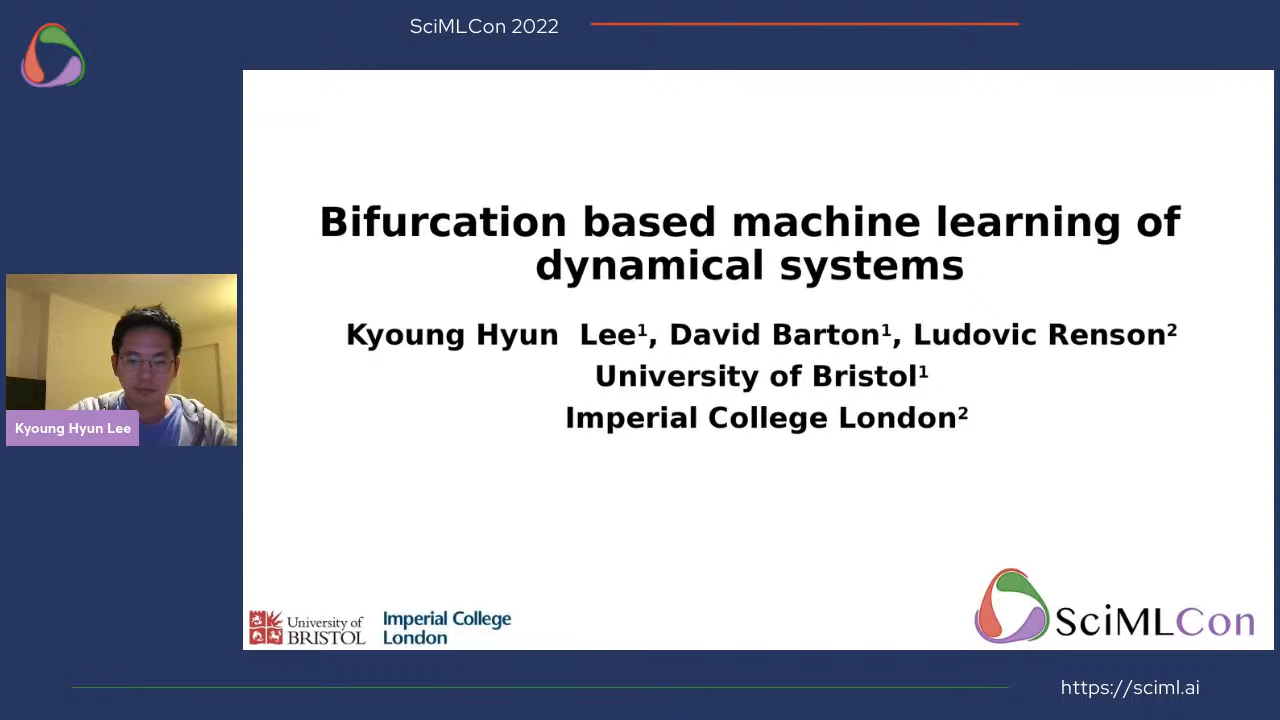 SciMLCon 2022
Bifurcation based machine learning of
dynamical systems
Kyoung Hyun Lee¹, David Barton¹, Ludovic Renson²
University of Bristol¹
Imperial College London²
Kyoung Hyun Lee
University of
BRISTOL
Imperial College
London
SciMLCon
https://sciml.ai